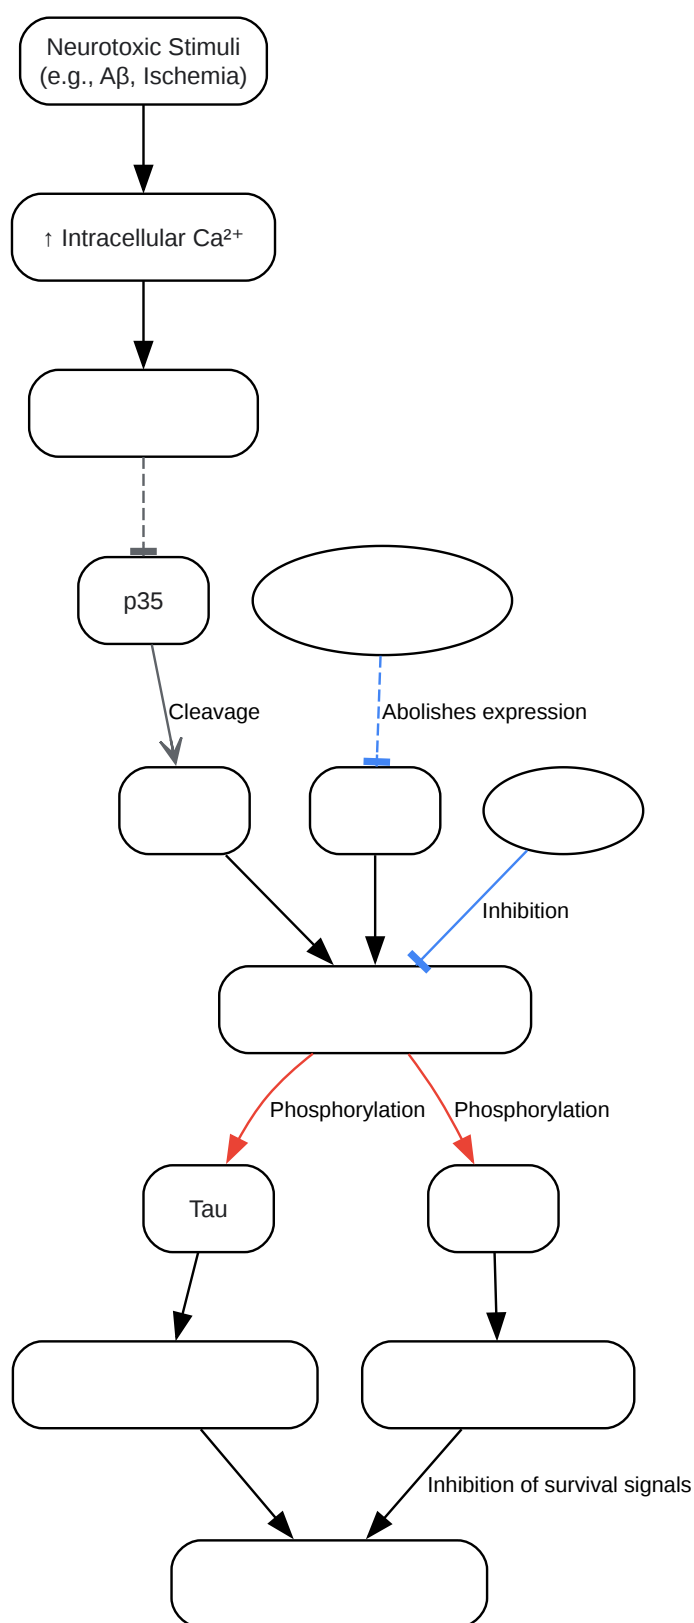 Neurotoxic Stimuli
(e.g., Aβ, Ischemia)
↑ Intracellular Ca²⁺
p35
Cleavage
Abolishes expression
Inhibition
Phosphorylation
Phosphorylation
Tau
Inhibition of survival signals